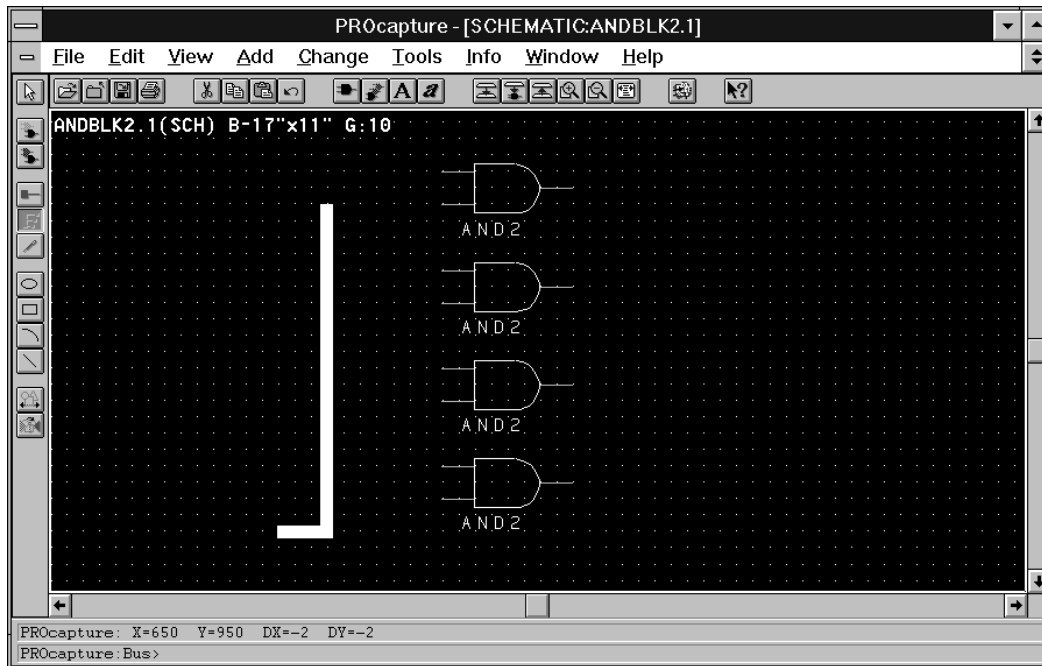 PROcapture - [SCHEMATIC:ANDBLK2.1]
File Edit View Add Change Tools Info Window Help
A a
ANDBLK2.1(SCH) B-17"x11" G:10
AND2
AND2
AND2
AND2
PROcapture: X=650 Y=950 DX=-2 DY=-2
PROcapture:Bus>